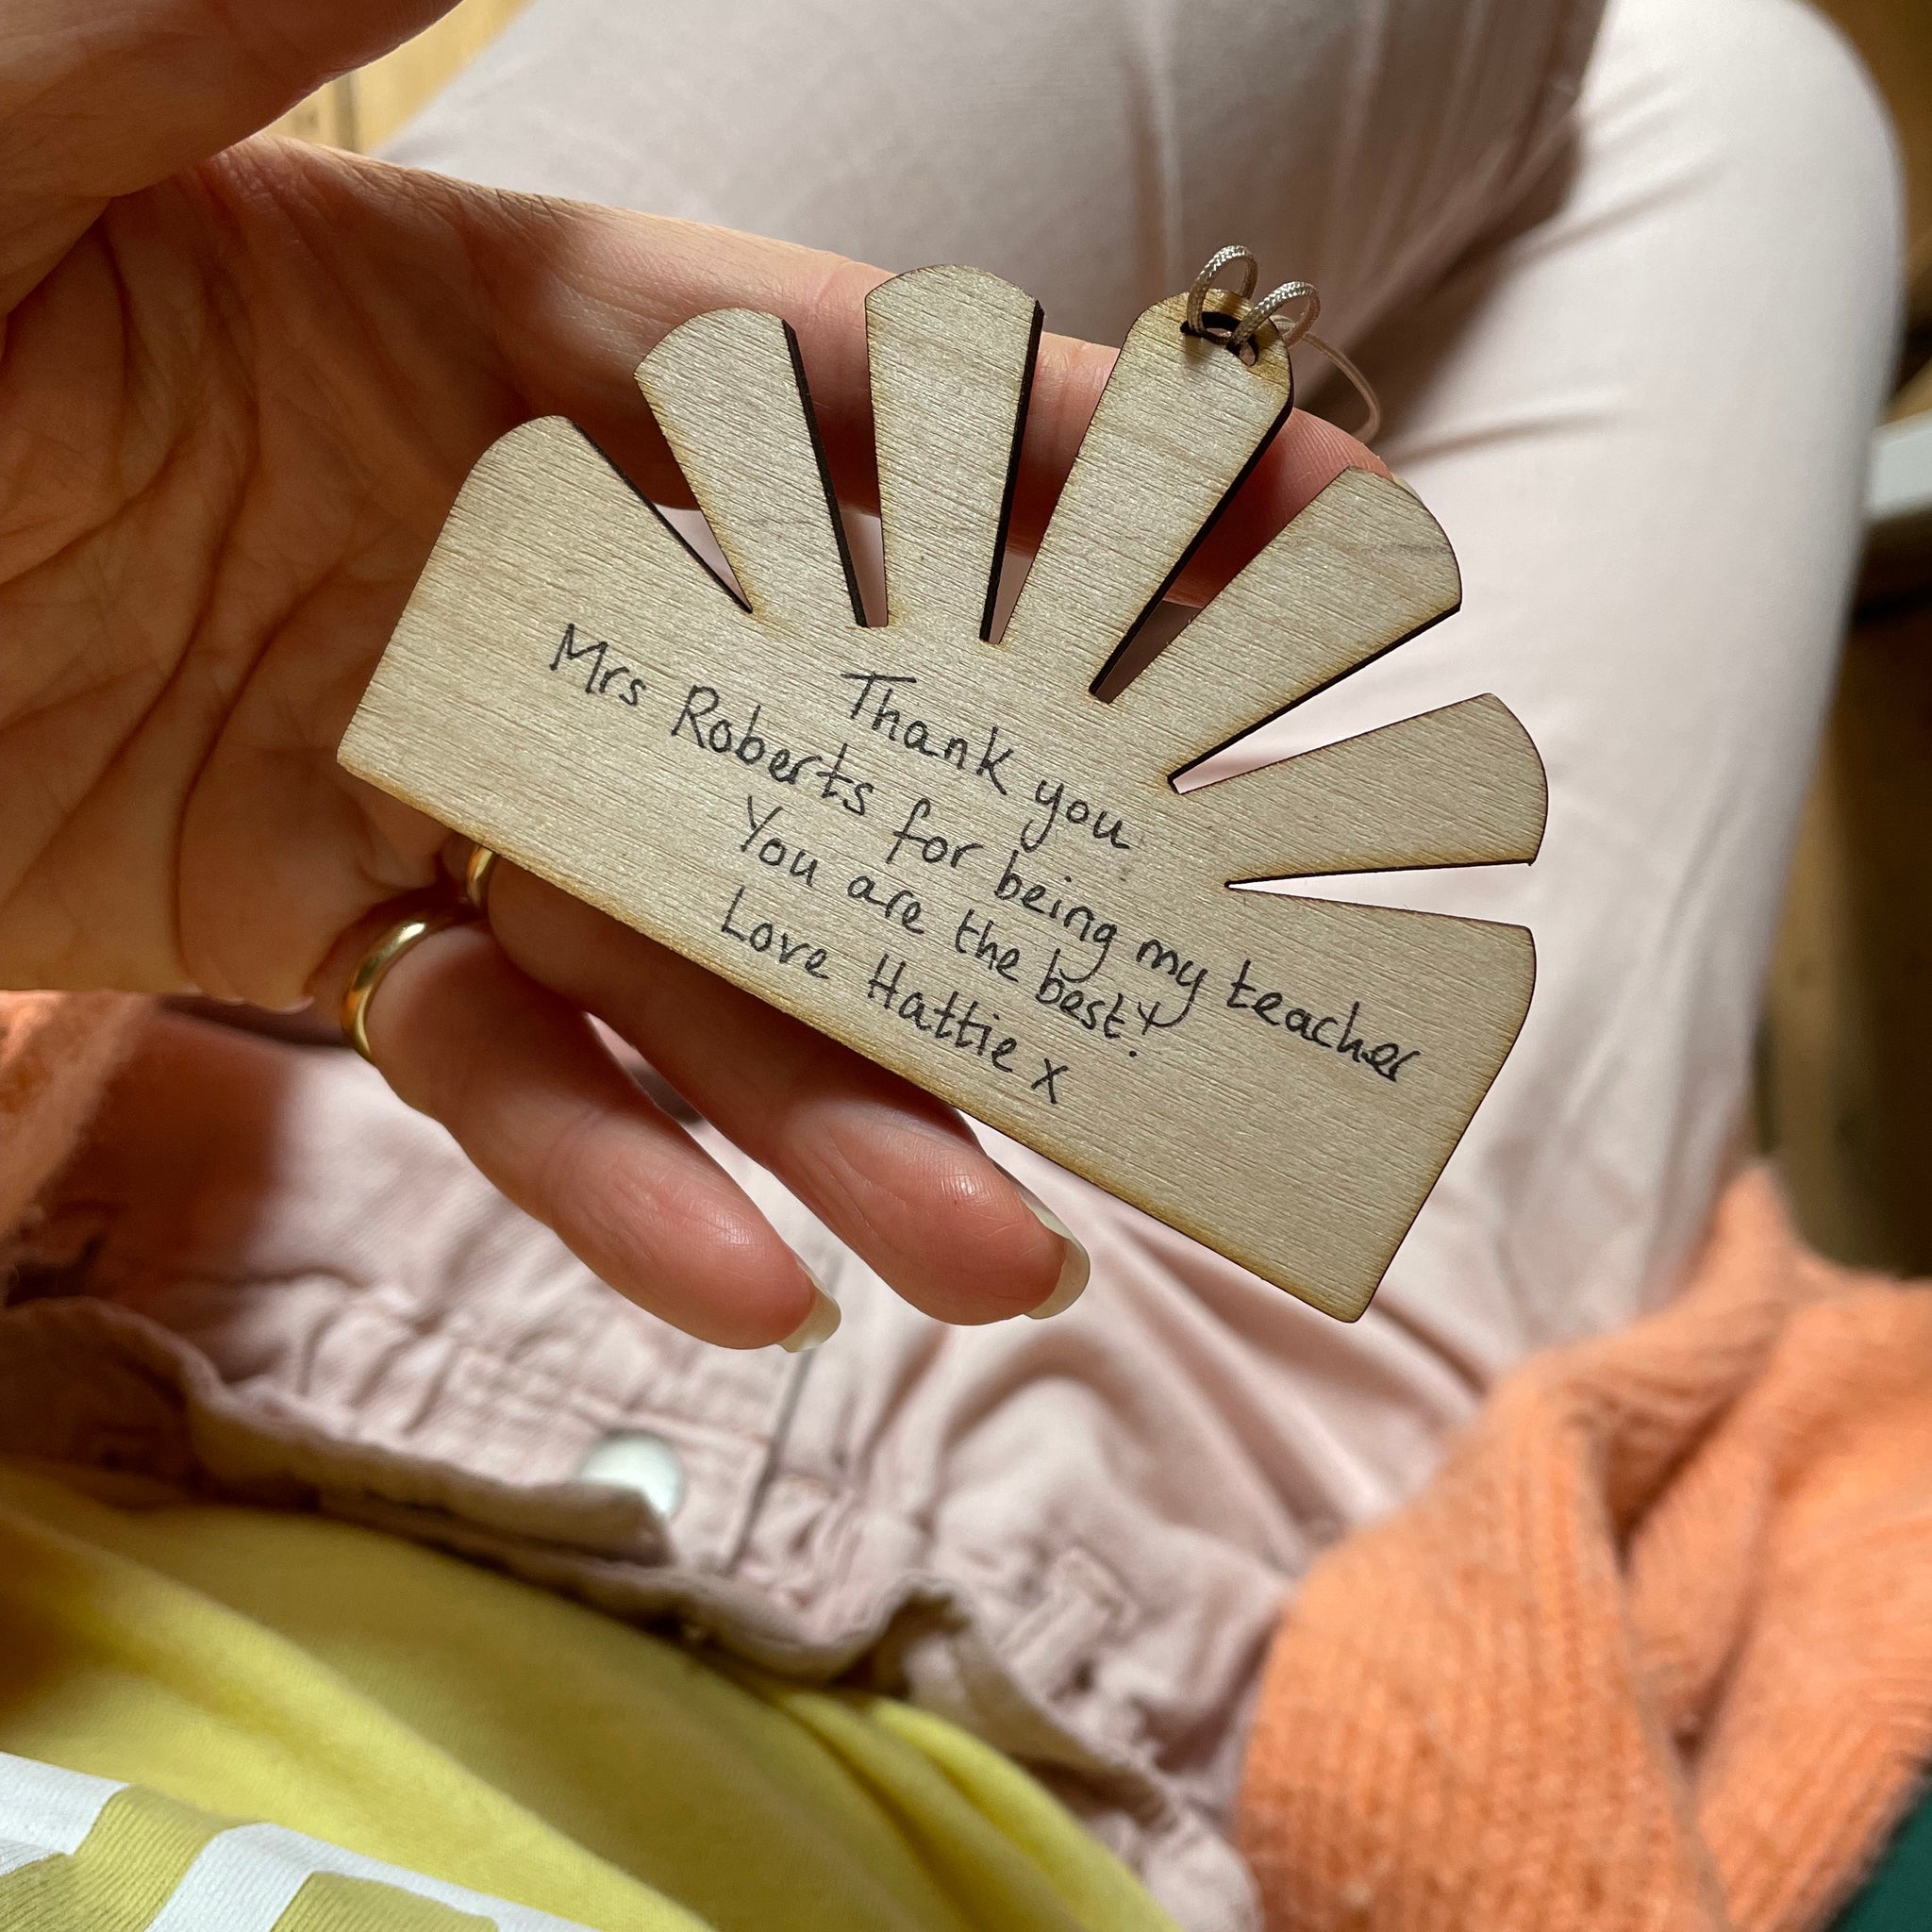 Thank you
Mrs Roberts for being my teacher
You are the best!
Love Hattie x